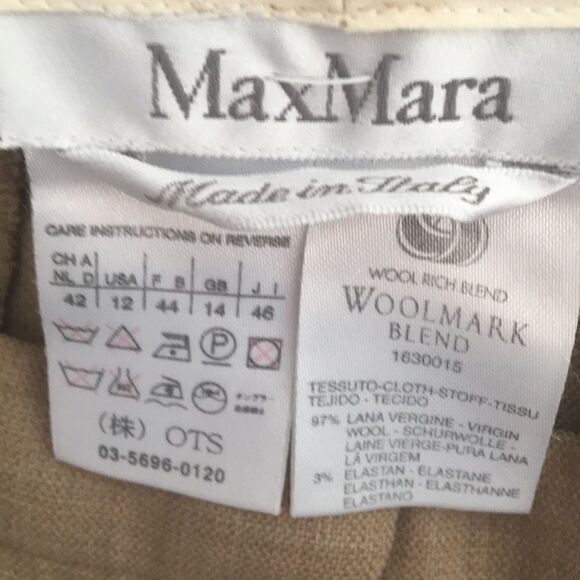 MaxMara
Made in Italy
CARE INSTRUCTIONS ON REVERSE
CH A
NL D USA F S GB J I
42 12 44 14 46
P
(株) OTS
03-5696-0120
WOOL RICH BLEND
WOOLMARK
BLEND
1630015
TESSUTO-CLOTH-STOFF-TISSU
TEJIDO - TECIDO
97% LANA VERGINE - VIRGIN
WOOL - SCHURWOLLE -
LAINE VIERGE-PURA LANA
LÃ VIRGEM
3% ELASTAN - ELASTANE
ELASTHAN - ELASTHANNE
ELASTANO